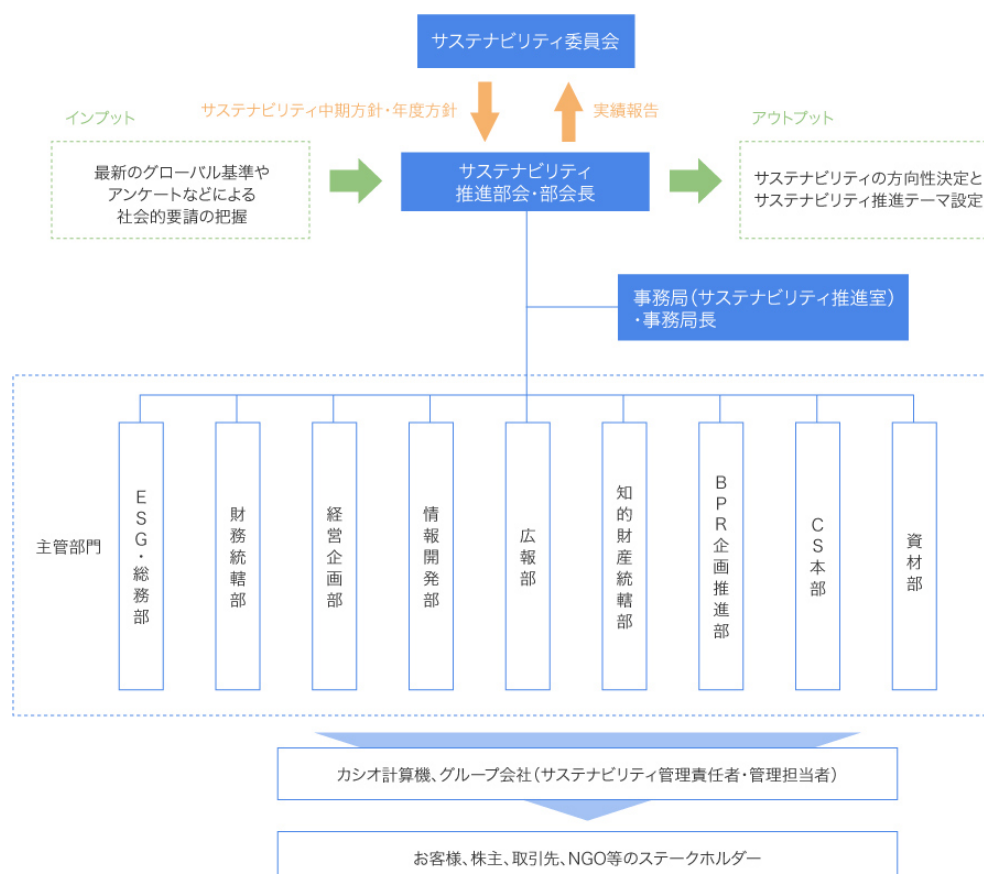 サステナビリティ委員会
サステナビリティ中期方針・年度方針
実績報告
インプット
最新のグローバル基準や
アンケートなどによる
社会的要請の把握
サステナビリティ
推進部会・部会長
アウトプット
サステナビリティの方向性決定と
サステナビリティ推進テーマ設定
事務局(サステナビリティ推進室)
・事務局長
主管部門
ESG・総務部
財務統轄部
経営企画部
情報開発部
広報部
知的財産統轄部
BPR企画推進部
CS本部
資材部
カシオ計算機、グループ会社(サステナビリティ管理責任者・管理担当者)
お客様、株主、取引先、NGO等のステークホルダー